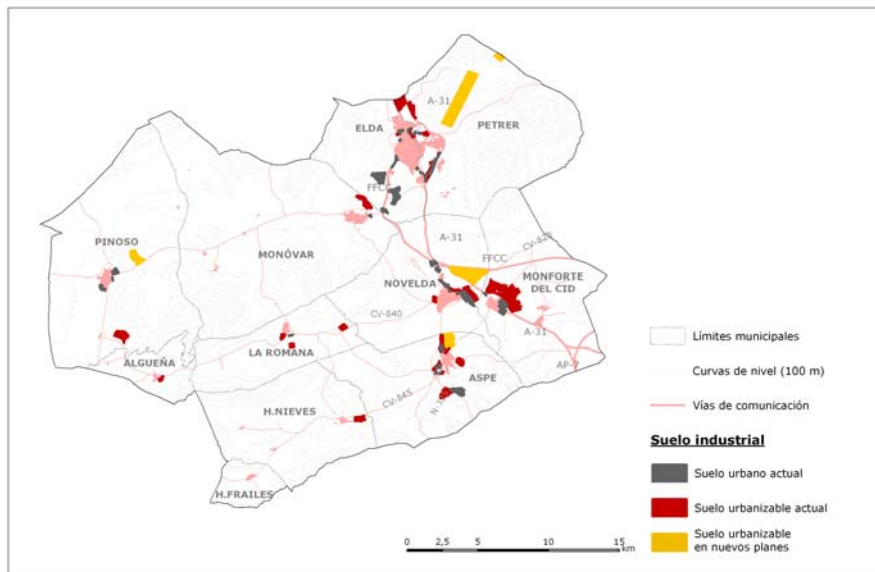 A-31
ELDA
PETRER
FFCC
A-31
CV-820
FFCC
PINOSO
MONÓVAR
NOVELDA
MONFORTE
DEL CID
CV-840
A-31
ALGUEÑA
LA ROMANA
ASPE
AP-7
CV-845
H.NIEVES
H.FRAILES
Límites municipales
Curvas de nivel (100 m)
Vías de comunicación
Suelo industrial
Suelo urbano actual
Suelo urbanizable actual
Suelo urbanizable
en nuevos planes
0 2,5 5 10 15
km